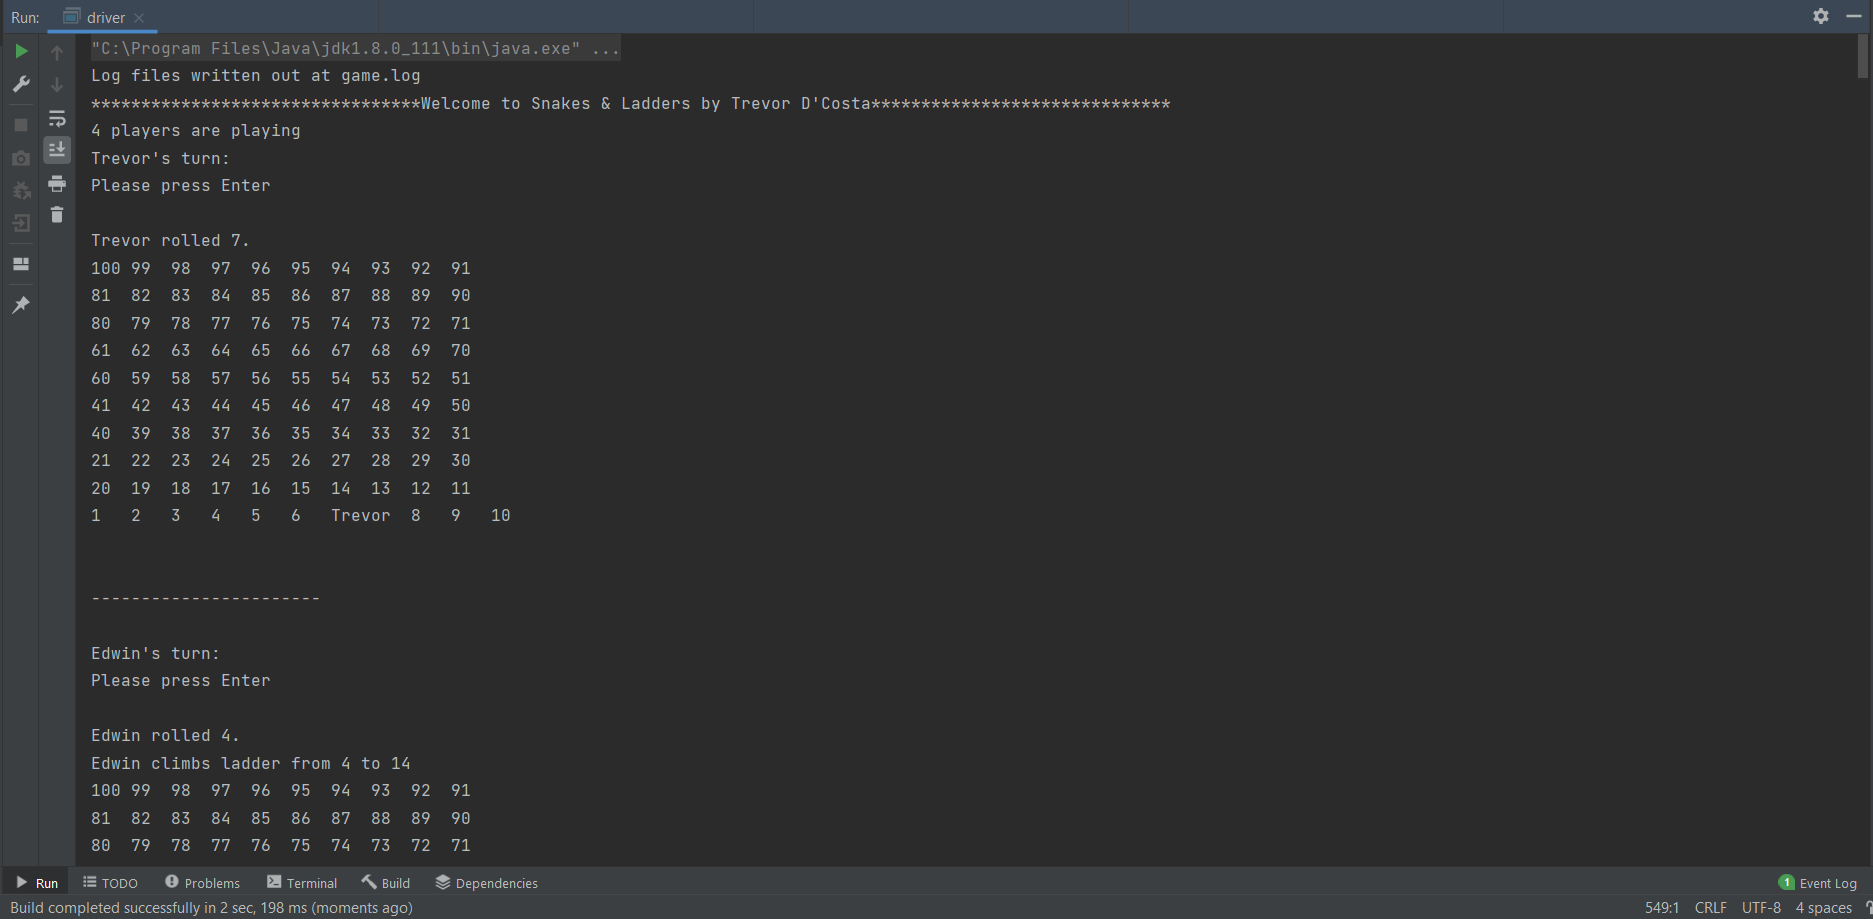 Run: driver
"C:\Program Files\Java\jdk1.8.0_111\bin\java.exe" ...
Log files written out at game.log
*********************************Welcome to Snakes & Ladders by Trevor D'Costa******************************
4 players are playing
Trevor's turn:
Please press Enter
Trevor rolled 7.
100 99 98 97 96 95 94 93 92 91
81 82 83 84 85 86 87 88 89 90
80 79 78 77 76 75 74 73 72 71
61 62 63 64 65 66 67 68 69 70
60 59 58 57 56 55 54 53 52 51
41 42 43 44 45 46 47 48 49 50
40 39 38 37 36 35 34 33 32 31
21 22 23 24 25 26 27 28 29 30
20 19 18 17 16 15 14 13 12 11
1 2 3 4 5 6 Trevor 8 9 10
-----------------------
Edwin's turn:
Please press Enter
Edwin rolled 4.
Edwin climbs ladder from 4 to 14
100 99 98 97 96 95 94 93 92 91
81 82 83 84 85 86 87 88 89 90
80 79 78 77 76 75 74 73 72 71
Run TODO Problems Terminal Build Dependencies 1 Event Log
Build completed successfully in 2 sec, 198 ms (moments ago) 549:1 CRLF UTF-8 4 spaces